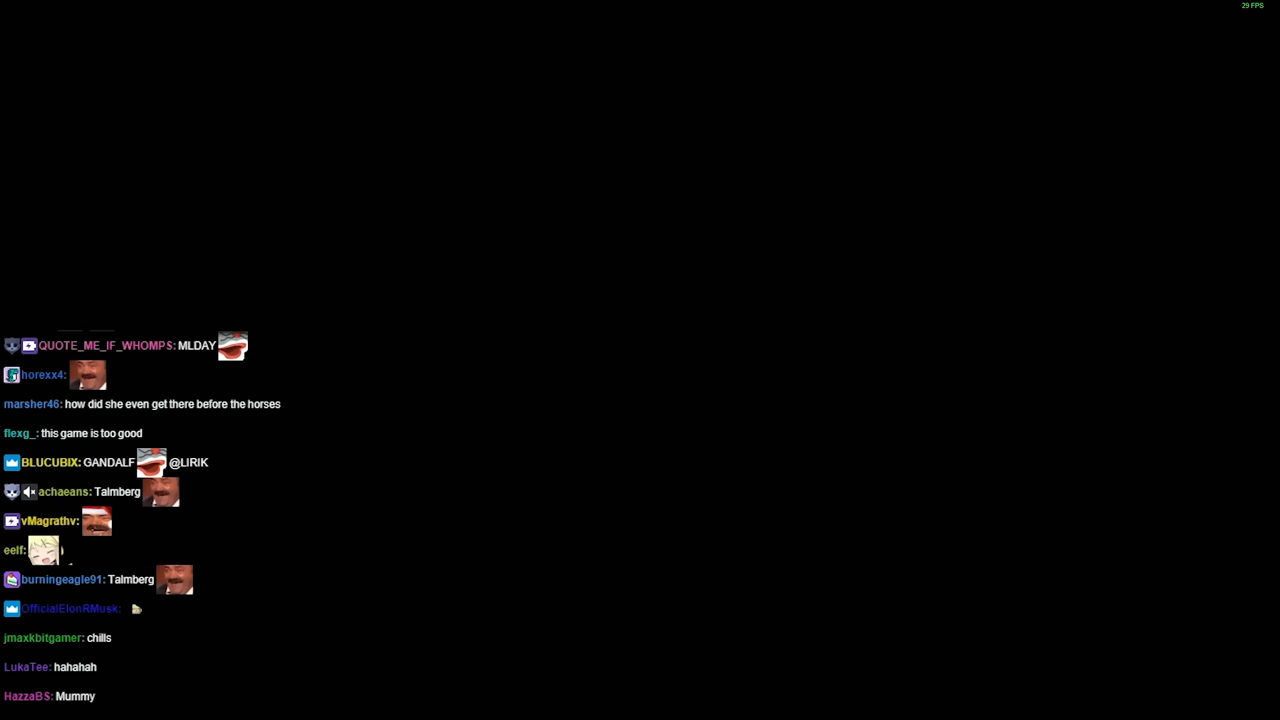 29 FPS
QUOTE_ME_IF_WHOMPS: MLDAY
horexx4:
marsher46: how did she even get there before the horses
flexg_: this game is too good
BLUCUBIX: GANDALF @LIRIK
achaeans: Talmberg
vMagrathv:
eelf:
burningeagle91: Talmberg
OfficialElonRMusk:
jmaxkbitgamer: chills
LukaTee: hahahah
HazzaBS: Mummy